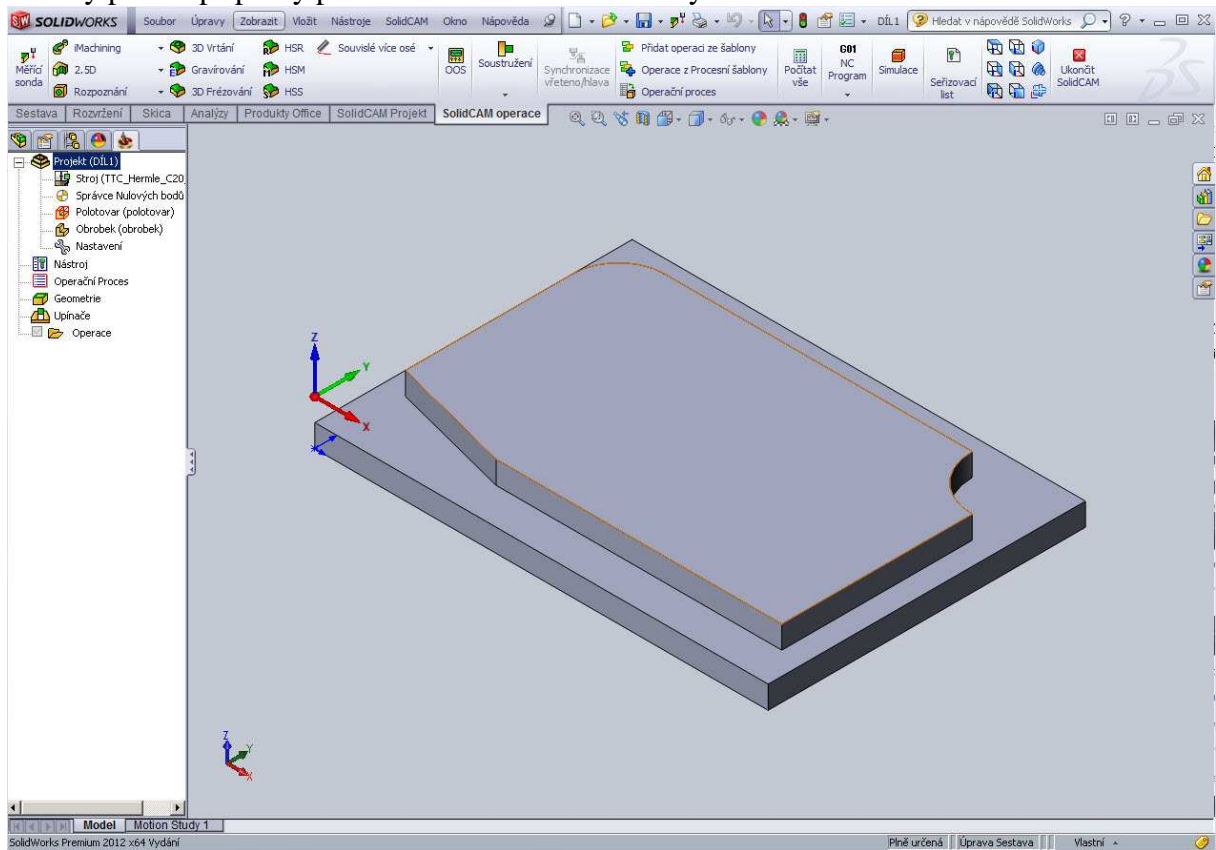 SOLIDWORKS Soubor Úpravy Zobrazit Vložit Nástroje SolidCAM Okno Nápověda DÍL1 Hledat v nápovědě SolidWorks
Měřicí sonda
iMachining
2.5D
Rozpoznání
3D Vrtání
Gravírování
3D Frézování
HSR
HSM
HSS
Souvislé více osé
OOS
Soustružení
Synchronizace vřeteno/hlava
Přidat operaci ze šablony
Operace z Procesní šablony
Operační proces
Počítat vše
G01
NC Program
Simulace
Seřizovací list
Ukončit SolidCAM
Sestava Rozvržení Skica Analýzy Produkty Office SolidCAM Projekt SolidCAM operace
Projekt (DÍL1)
Stroj (TTC_Hermle_C20
Správce Nulových bodů
Polotovar (polotovar)
Obrobek (obrobek)
Nastavení
Nástroj
Operační Proces
Geometrie
Upínače
Operace
Z
Y
X
Z
Y
X
Model Motion Study 1
SolidWorks Premium 2012 x64 Vydání Plně určená Úprava Sestava Vlastní